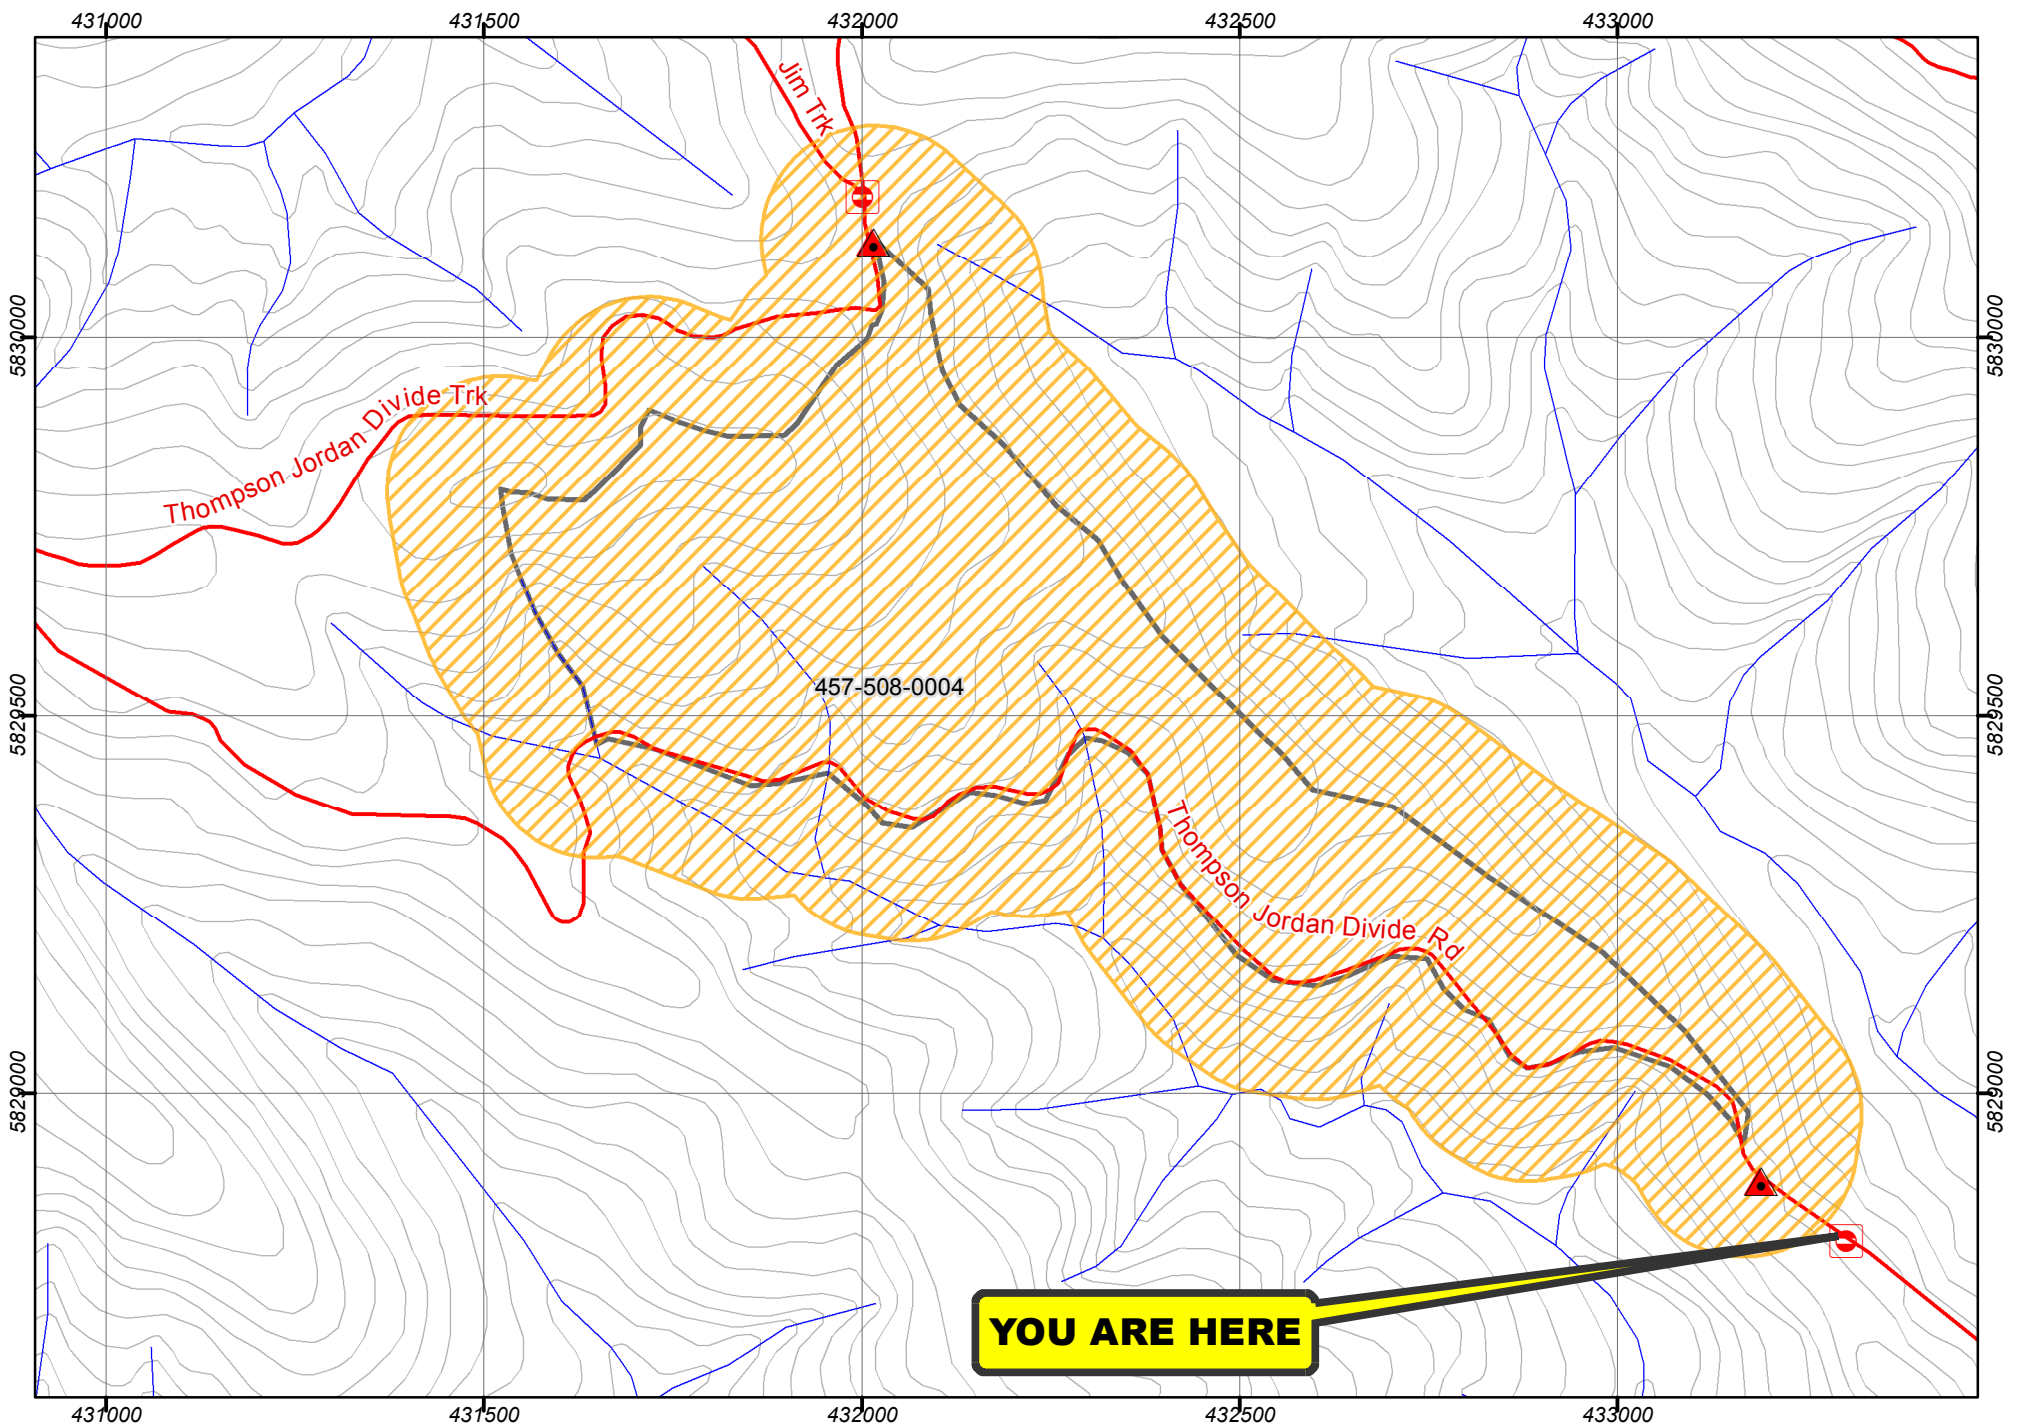 431000 431500 432000 432500 433000
Jim Trk
5830000 5830000
Thompson Jordan Divide Trk
457-508-0004
5829500 5829500
Thompson Jordan Divide Rd
5829000 5829000
YOU ARE HERE
431000 431500 432000 432500 433000